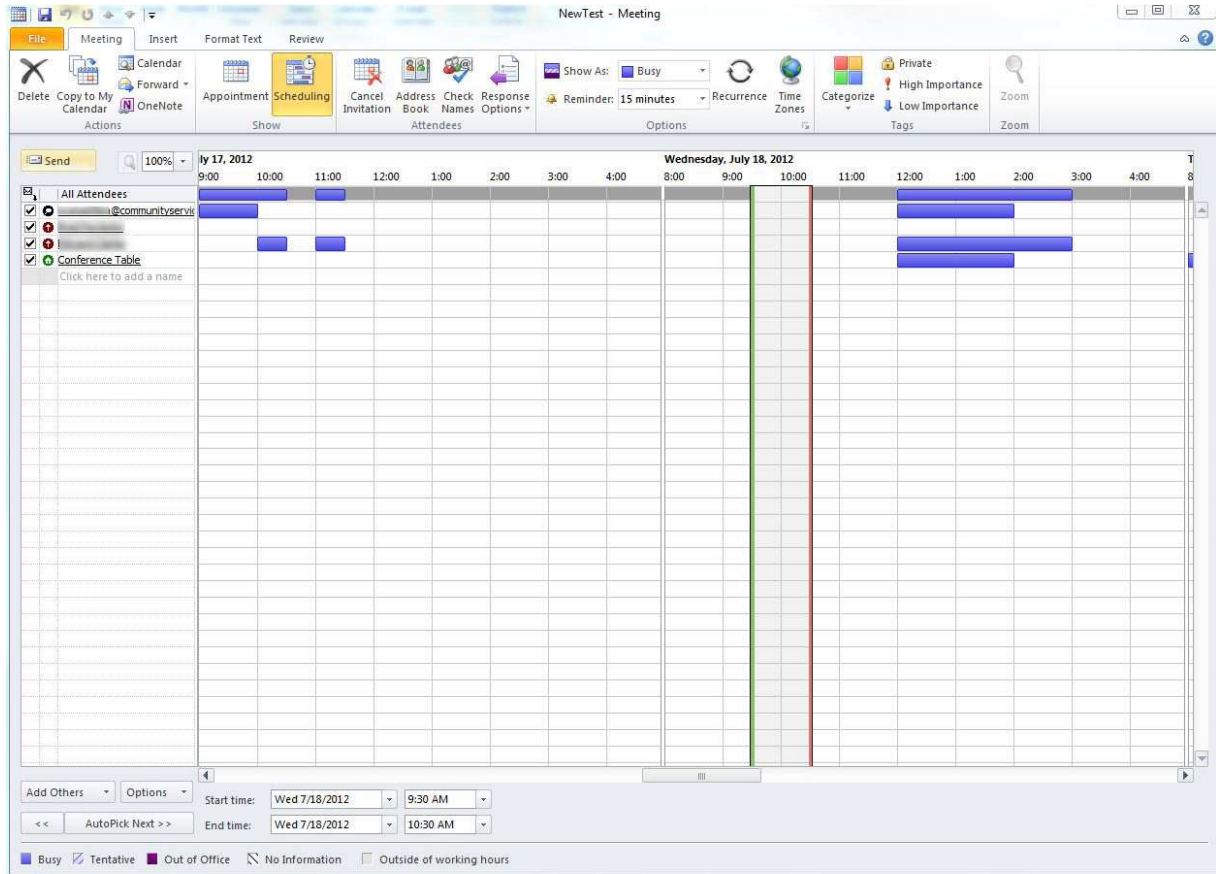 NewTest - Meeting
File Meeting Insert Format Text Review
Delete
Copy to My Calendar
Calendar
Forward
OneNote
Actions
Appointment Scheduling
Show
Cancel Invitation
Address Book
Check Names
Response Options
Attendees
Show As: Busy
Reminder: 15 minutes
Recurrence
Time Zones
Options
Categorize
Private
High Importance
Low Importance
Tags
Zoom
Zoom
Send 100%
ly 17, 2012 Wednesday, July 18, 2012 T
9:00 10:00 11:00 12:00 1:00 2:00 3:00 4:00 8:00 9:00 10:00 11:00 12:00 1:00 2:00 3:00 4:00 8
All Attendees
@communityservic
Conference Table
Click here to add a name
Add Others Options Start time: Wed 7/18/2012 9:30 AM
<< AutoPick Next >> End time: Wed 7/18/2012 10:30 AM
Busy Tentative Out of Office No Information Outside of working hours